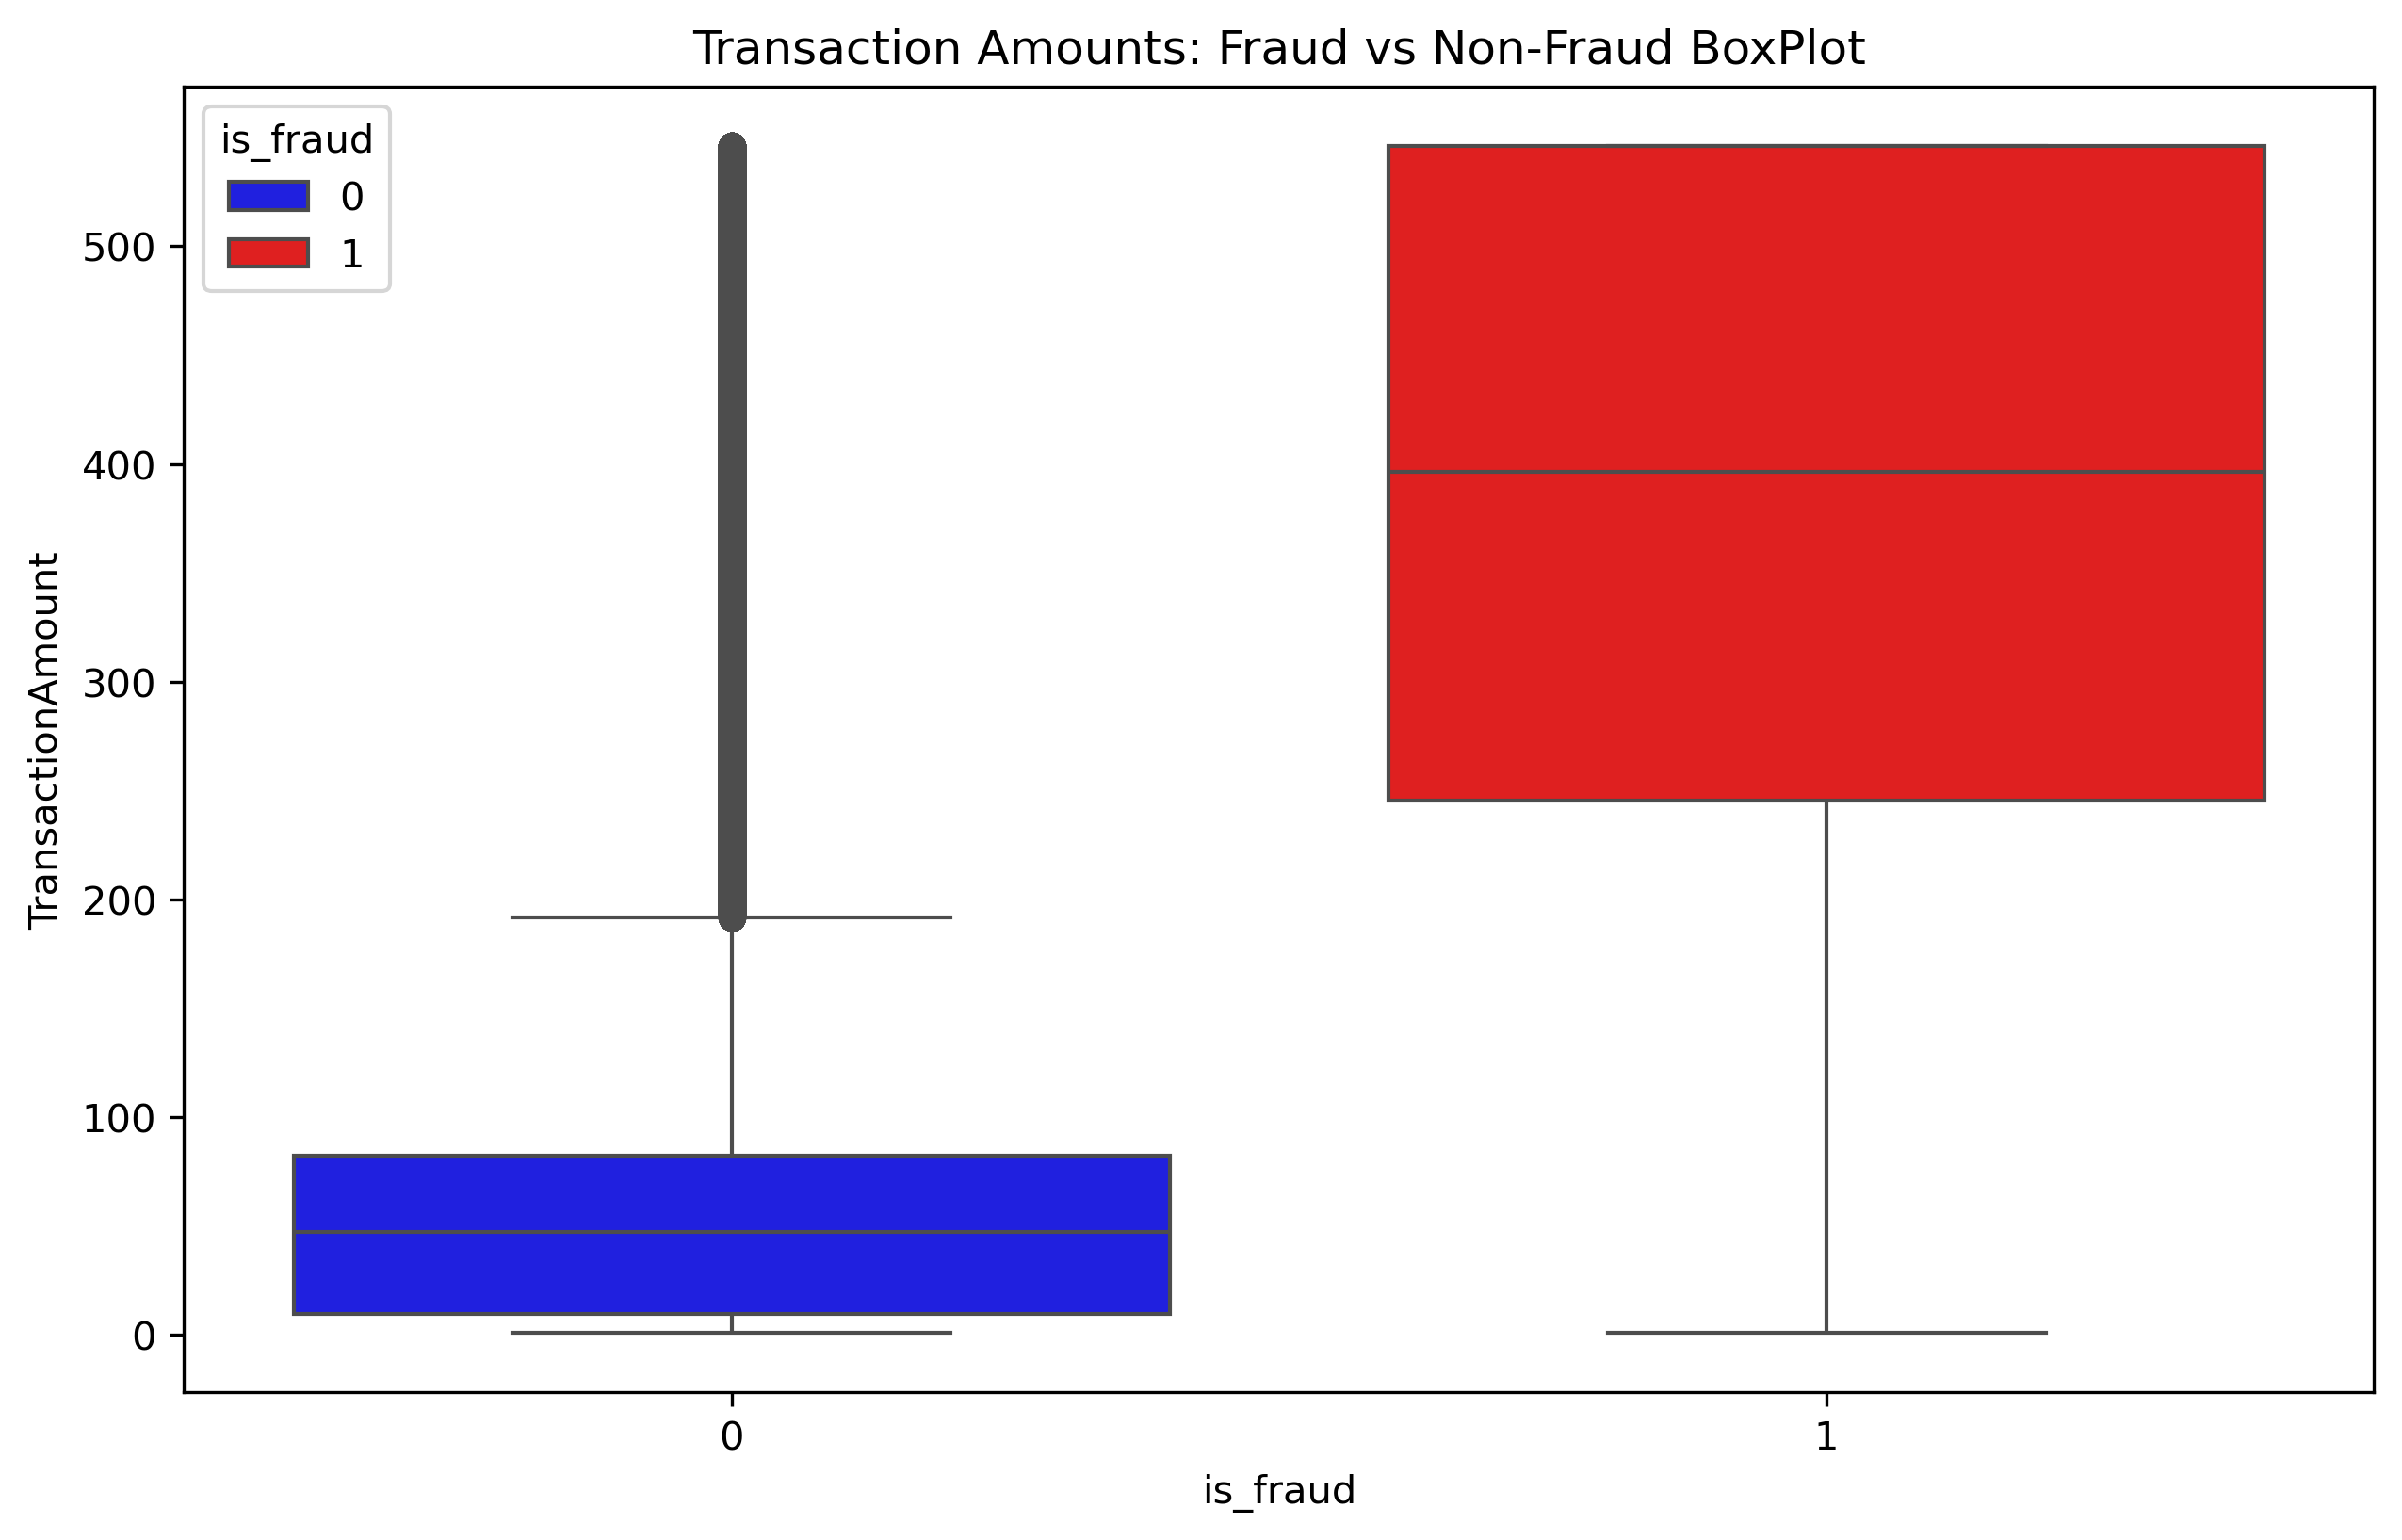 Transaction Amounts: Fraud vs Non-Fraud BoxPlot
is_fraud
0
1
TransactionAmount
500
400
300
200
100
0
0
1
is_fraud